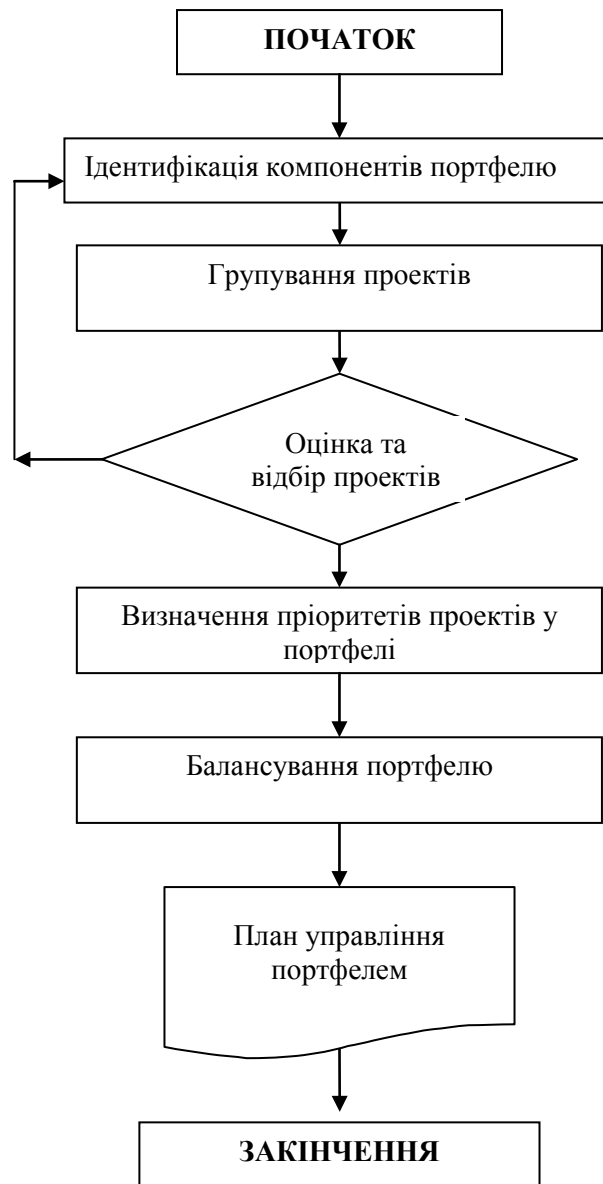 ПОЧАТОК
Ідентифікація компонентів портфелю
Групування проектів
Оцінка та
відбір проектів
Визначення пріоритетів проектів у
портфелі
Балансування портфелю
План управління
портфелем
ЗАКІНЧЕННЯ